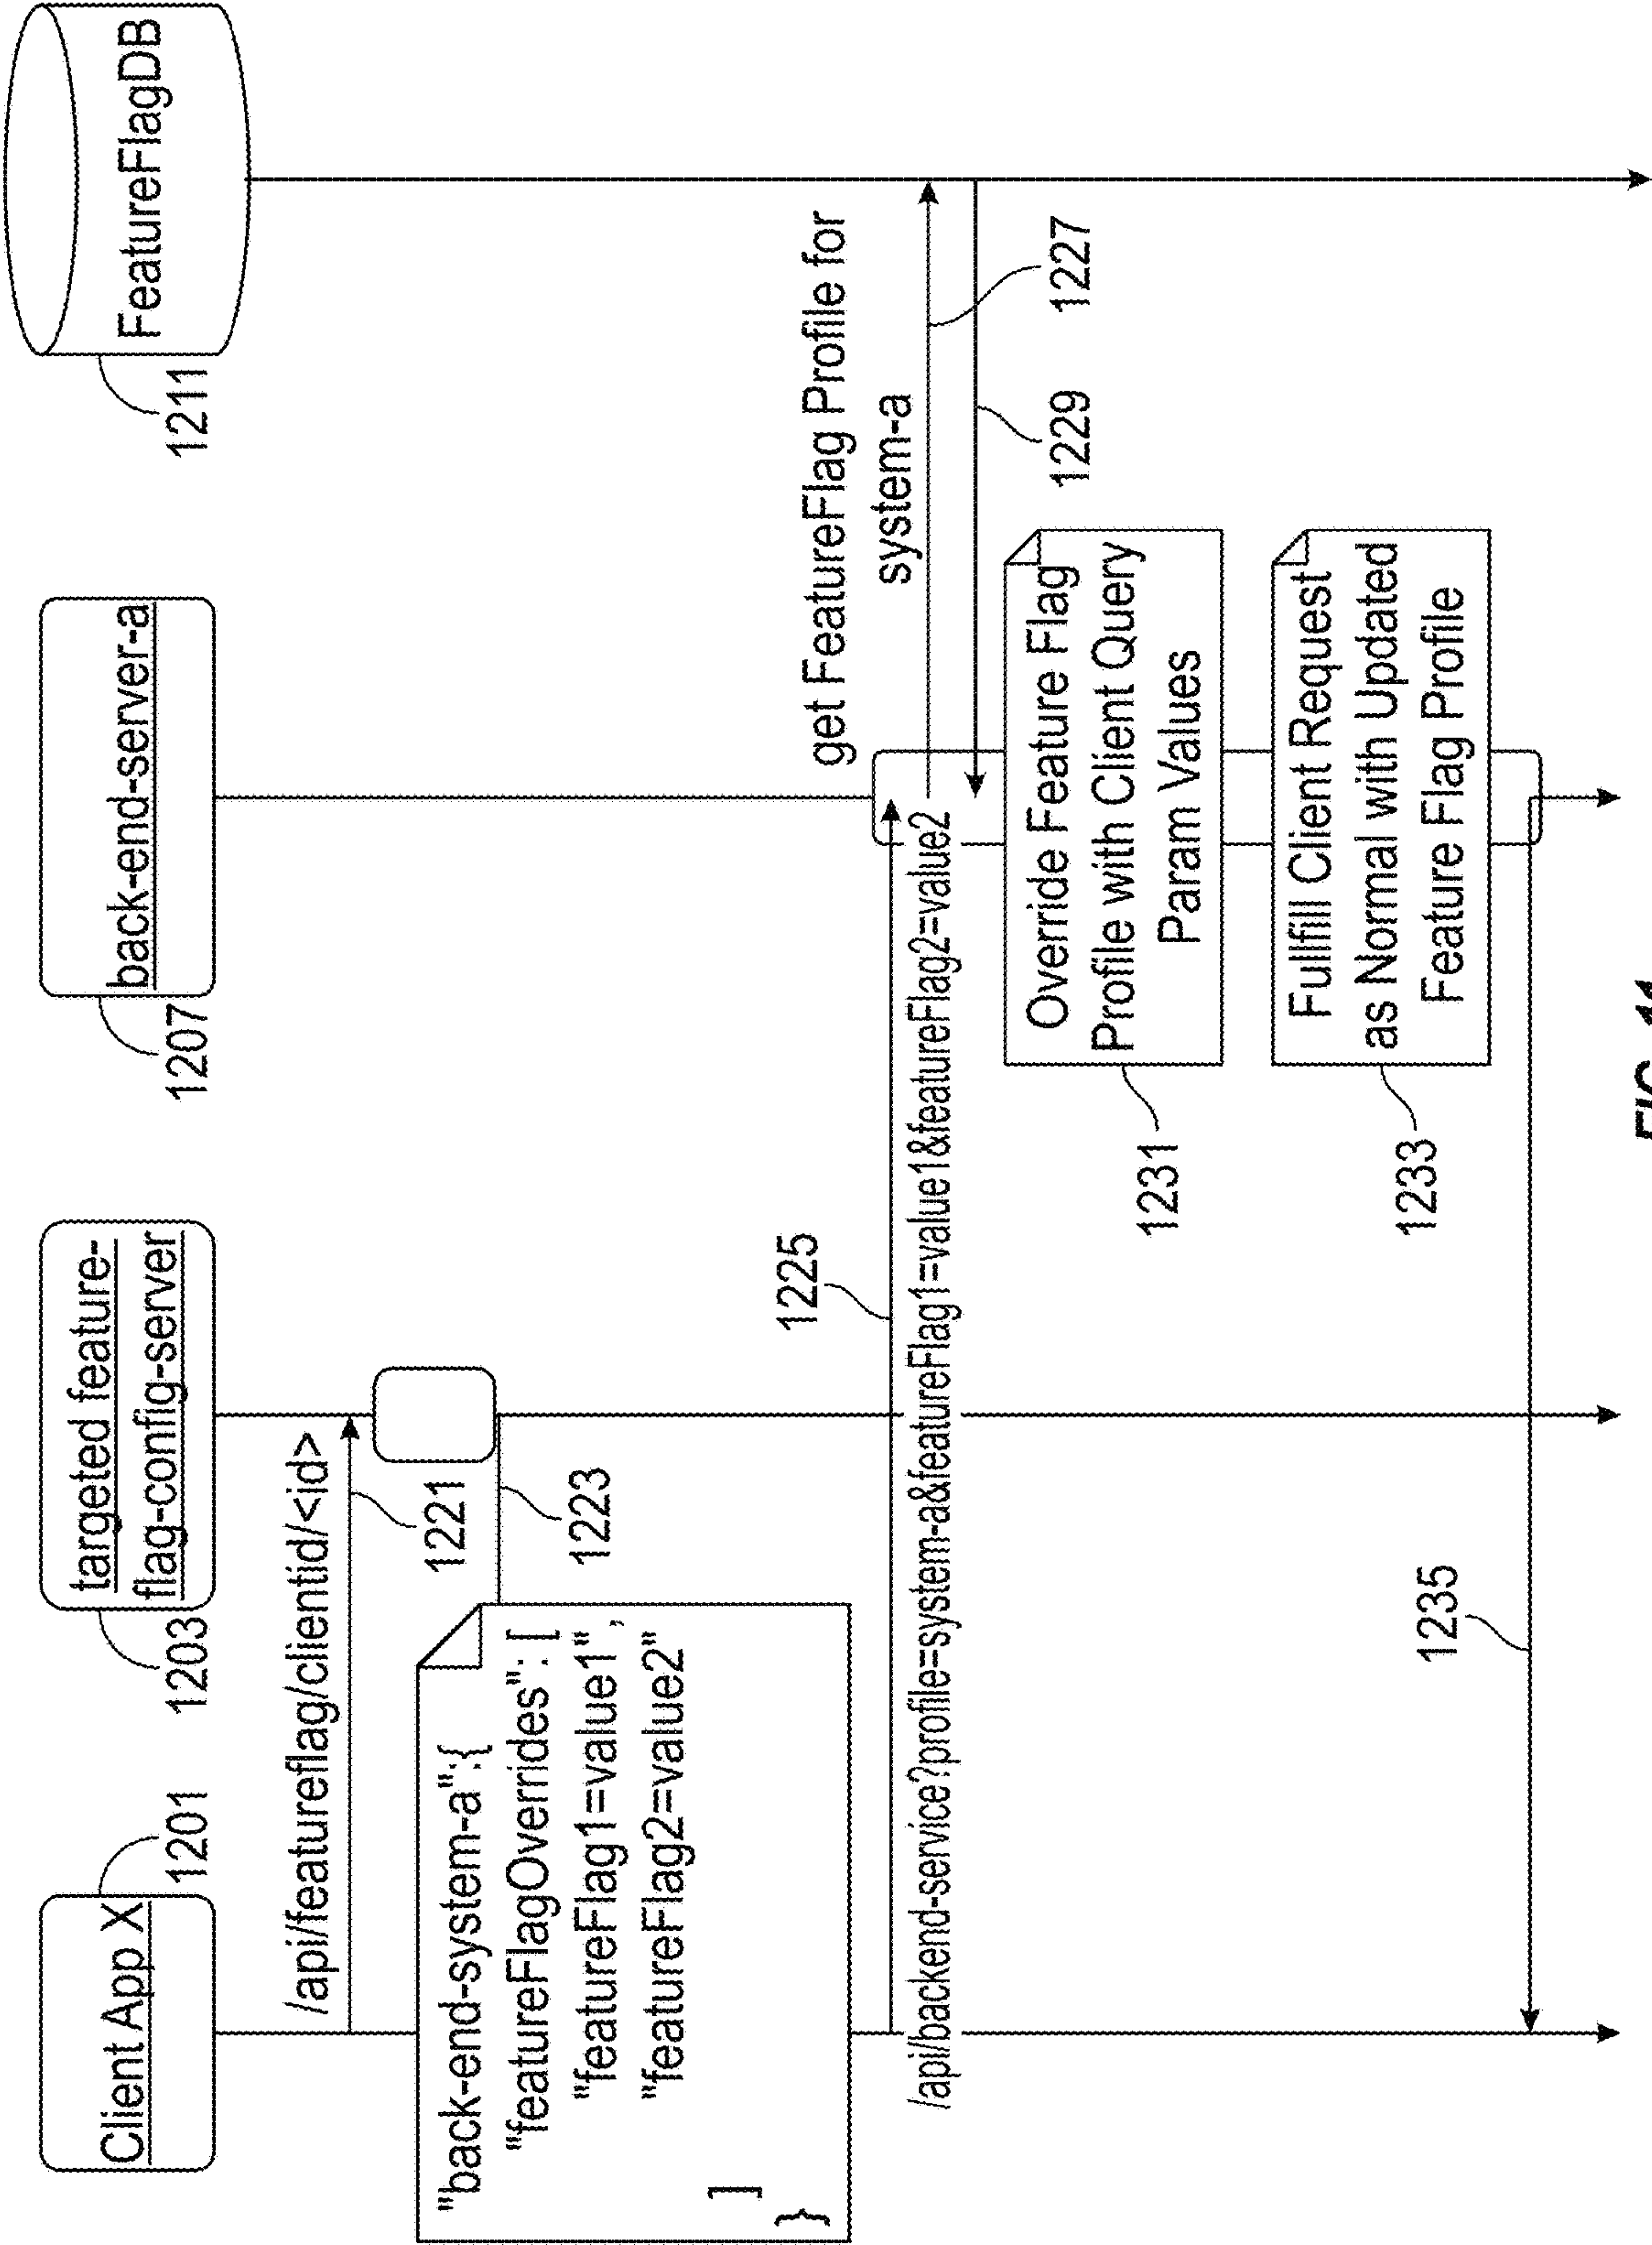 Client App X
1201
targeted feature-
flag-config-server
1203
back-end-server-a
1207
FeatureFlagDB
1211
/api/featureflag/clientid/<id>
1221
1223
"back-end-system-a":{
"featureFlagOverrides": [
"featureFlag1=value1",
"featureFlag2=value2"
]
}
1225
/api/backend-service?profile=system-a&featureFlag1=value1&featureFlag2=value2
get FeatureFlag Profile for
system-a
1227
1229
Override Feature Flag
Profile with Client Query
Param Values
1231
Fullfill Client Request
as Normal with Updated
Feature Flag Profile
1233
1235
FIG. 11